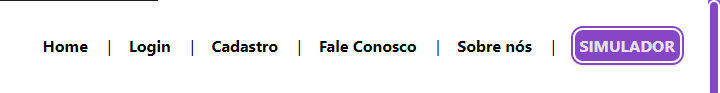 Home | Login | Cadastro | Fale Conosco | Sobre nós | SIMULADOR